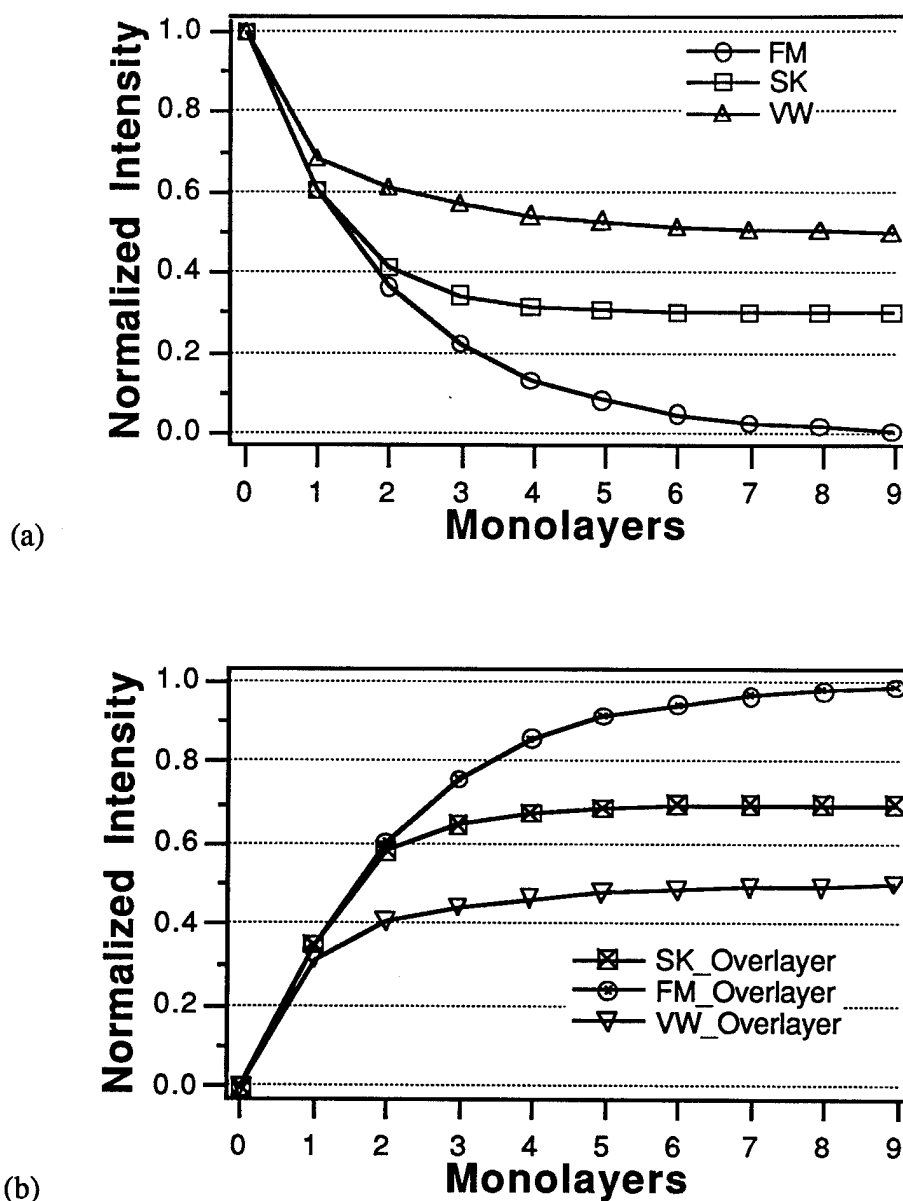 Normalized Intensity
1.0
0.8
0.6
0.4
0.2
0.0
FM
SK
VW
0 1 2 3 4 5 6 7 8 9
Monolayers
(a)
Normalized Intensity
1.0
0.8
0.6
0.4
0.2
0.0
SK_Overlayer
FM_Overlayer
VW_Overlayer
0 1 2 3 4 5 6 7 8 9
Monolayers
(b)